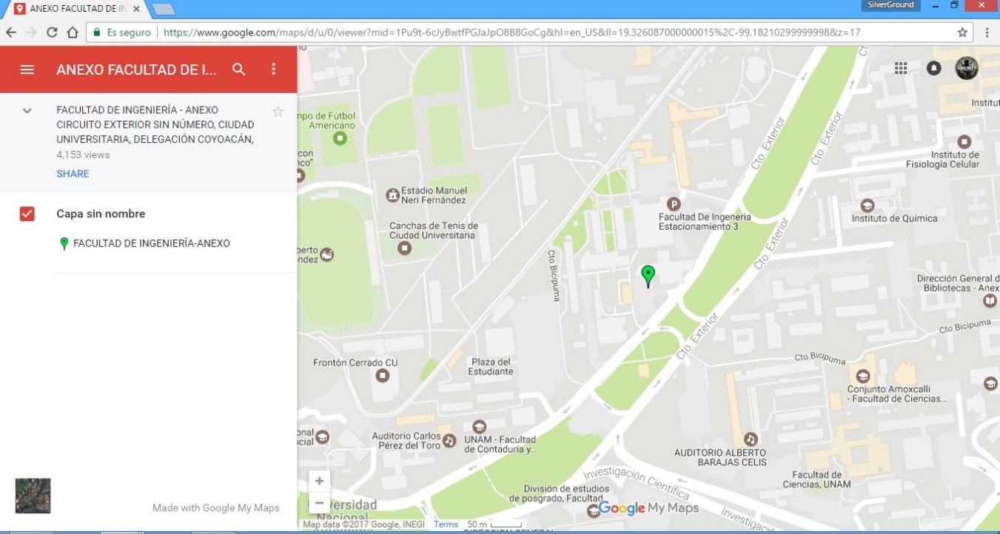 ANEXO FACULTAD DE IN
SilverGround
Es seguro
https://www.google.com/maps/d/u/0/viewer?mid=1Pu9t-6cJyBwtfPGJaJpO8B8GoCg&hl=en_US&ll=19.326087000000015%2C-99.18210299999998&z=17
ANEXO FACULTAD DE I...
FACULTAD DE INGENIERÍA - ANEXO
CIRCUITO EXTERIOR SIN NÚMERO, CIUDAD
UNIVERSITARIA, DELEGACIÓN COYOACÁN,
4,153 views
SHARE
Capa sin nombre
FACULTAD DE INGENIERÍA-ANEXO
Made with Google My Maps
mpo de Fútbol
Americano
con
nco"
Estadio Manuel
Neri Fernández
Canchas de Tenis de
Ciudad Universitaria
berto
ndez
Cto Bicipuma
Facultad De Ingeneria
Estacionamiento 3
Cto. Exterior
Cto. Exterior
Cto. Exterior
Cto. Exterior
Institut
Instituto de
Fisiología Celular
Instituto de Química
Dirección General d
Bibliotecas - Anex
Cto Bicipuma
Cto Bicipuma
Conjunto Amoxcalli
- Facultad de Ciencias...
Frontón Cerrado CU
Plaza del
Estudiante
onal
ocial
Auditorio Carlos
Pérez del Toro
UNAM - Facultad
de Contaduría y...
AUDITORIO ALBERTO
BARAJAS CELIS
Facultad de
Ciencias, UNAM
Investigación Científica
Investigación
División de estudios
de posgrado, Facultad
versidad
Nacional
Google My Maps
Map data ©2017 Google, INEGI
Terms
50 m